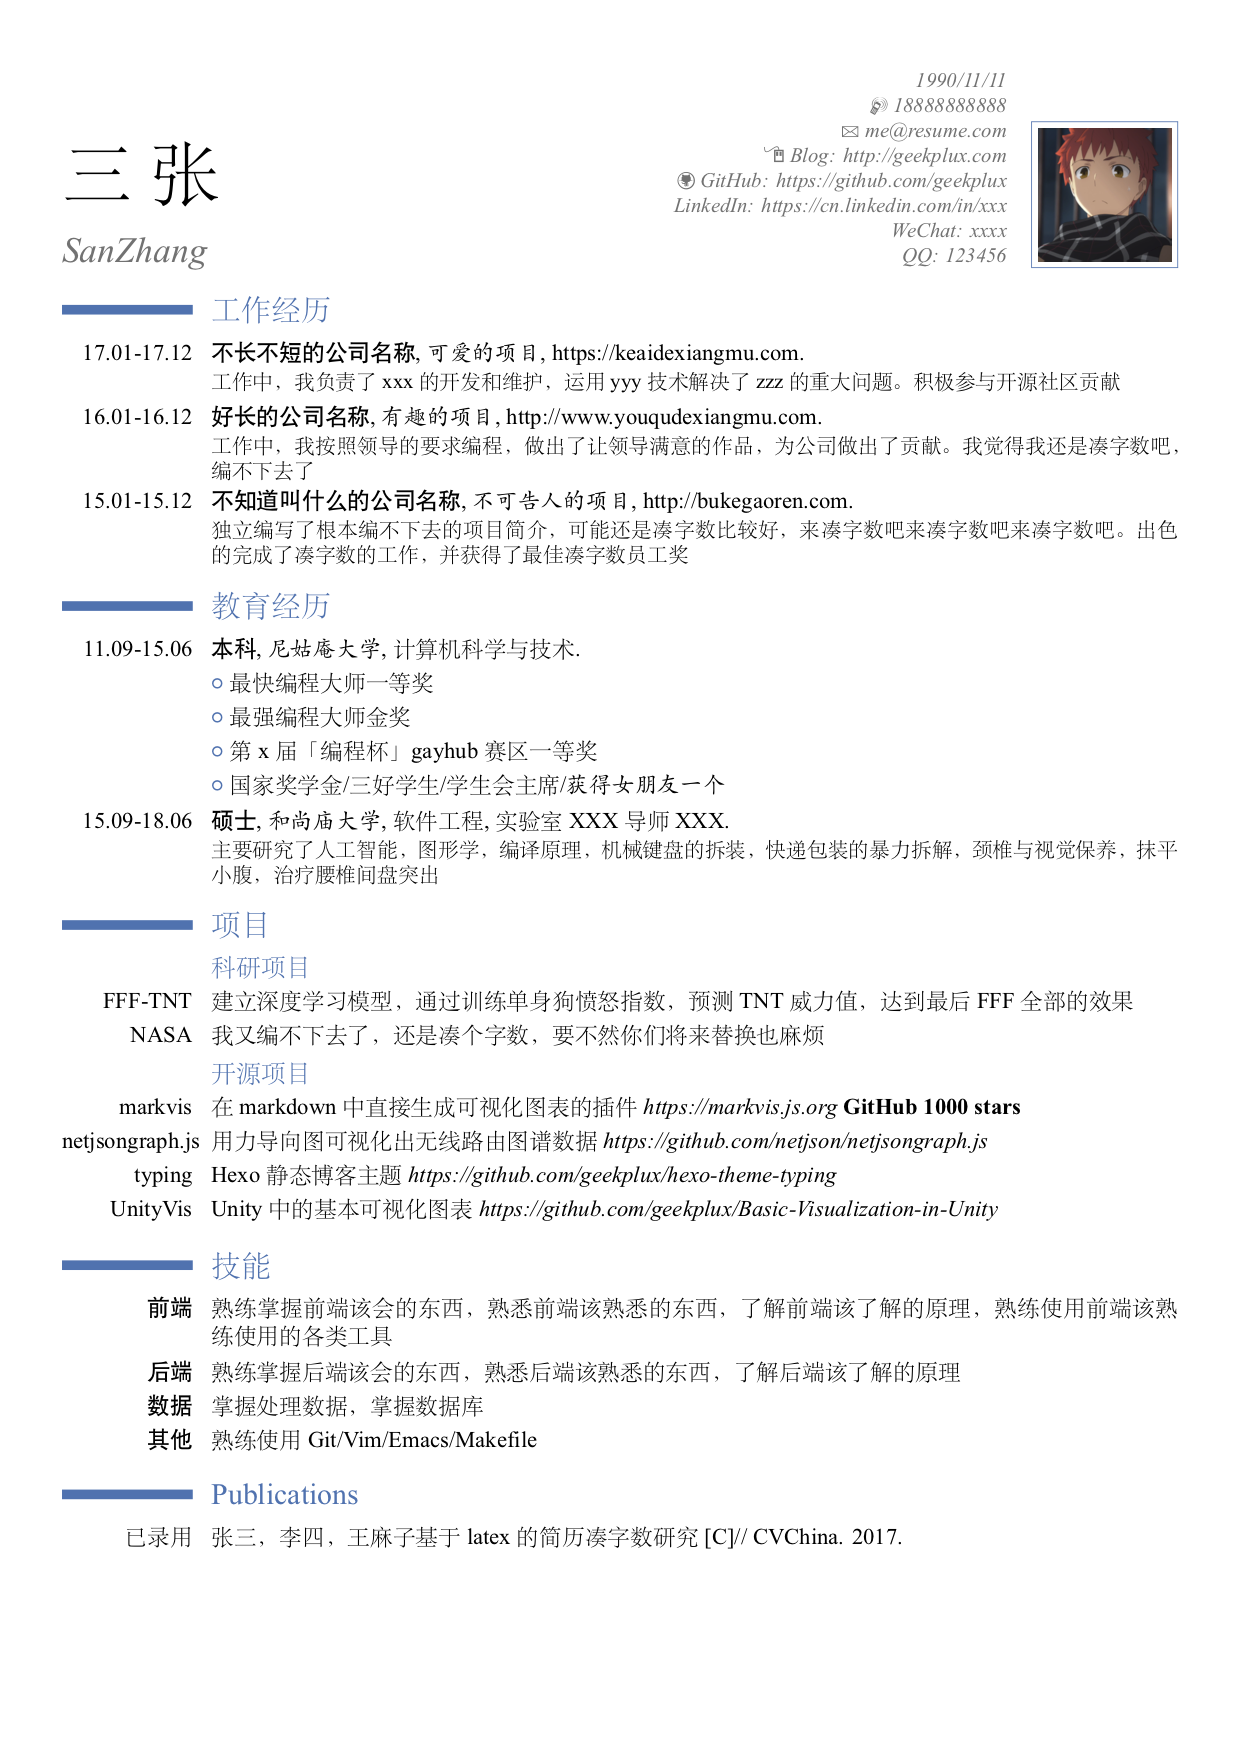 三 张
SanZhang
1990/11/11
18888888888
me@resume.com
Blog: http://geekplux.com
GitHub: https://github.com/geekplux
LinkedIn: https://cn.linkedin.com/in/xxx
WeChat: xxxx
QQ: 123456
工作经历
17.01-17.12 不长不短的公司名称, 可爱的项目, https://keaidexiangmu.com.
工作中，我负责了 xxx 的开发和维护，运用 yyy 技术解决了 zzz 的重大问题。积极参与开源社区贡献
16.01-16.12 好长的公司名称, 有趣的项目, http://www.youqudexiangmu.com.
工作中，我按照领导的要求编程，做出了让领导满意的作品，为公司做出了贡献。我觉得我还是凑字数吧，
编不下去了
15.01-15.12 不知道叫什么的公司名称, 不可告人的项目, http://bukegaoren.com.
独立编写了根本编不下去的项目简介，可能还是凑字数比较好，来凑字数吧来凑字数吧来凑字数吧。出色
的完成了凑字数的工作，并获得了最佳凑字数员工奖
教育经历
11.09-15.06 本科, 尼姑庵大学, 计算机科学与技术.
○ 最快编程大师一等奖
○ 最强编程大师金奖
○ 第 x 届「编程杯」gayhub 赛区一等奖
○ 国家奖学金/三好学生/学生会主席/获得女朋友一个
15.09-18.06 硕士, 和尚庙大学, 软件工程, 实验室 XXX 导师 XXX.
主要研究了人工智能，图形学，编译原理，机械键盘的拆装，快递包装的暴力拆解，颈椎与视觉保养，抹平
小腹，治疗腰椎间盘突出
项目
科研项目
FFF-TNT 建立深度学习模型，通过训练单身狗愤怒指数，预测 TNT 威力值，达到最后 FFF 全部的效果
NASA 我又编不下去了，还是凑个字数，要不然你们将来替换也麻烦
开源项目
markvis 在 markdown 中直接生成可视化图表的插件 https://markvis.js.org GitHub 1000 stars
netjsongraph.js 用力导向图可视化出无线路由图谱数据 https://github.com/netjson/netjsongraph.js
typing Hexo 静态博客主题 https://github.com/geekplux/hexo-theme-typing
UnityVis Unity 中的基本可视化图表 https://github.com/geekplux/Basic-Visualization-in-Unity
技能
前端 熟练掌握前端该会的东西，熟悉前端该熟悉的东西，了解前端该了解的原理，熟练使用前端该熟
练使用的各类工具
后端 熟练掌握后端该会的东西，熟悉后端该熟悉的东西，了解后端该了解的原理
数据 掌握处理数据，掌握数据库
其他 熟练使用 Git/Vim/Emacs/Makefile
Publications
已录用 张三，李四，王麻子基于 latex 的简历凑字数研究 [C]// CVChina. 2017.